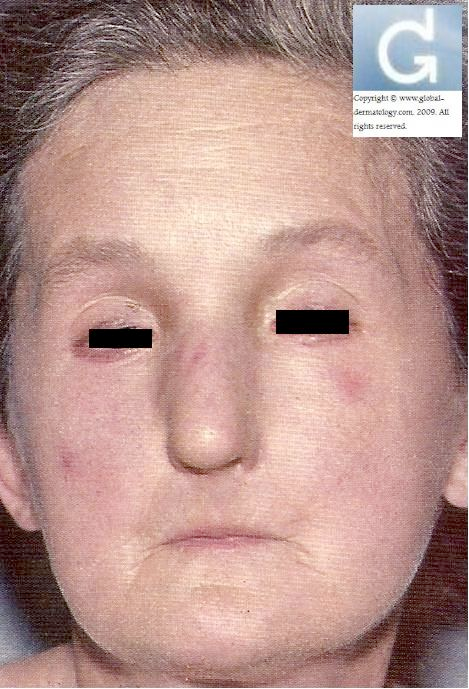 G
Copyright © www.global-
dermatology.com, 2009. All
rights reserved.